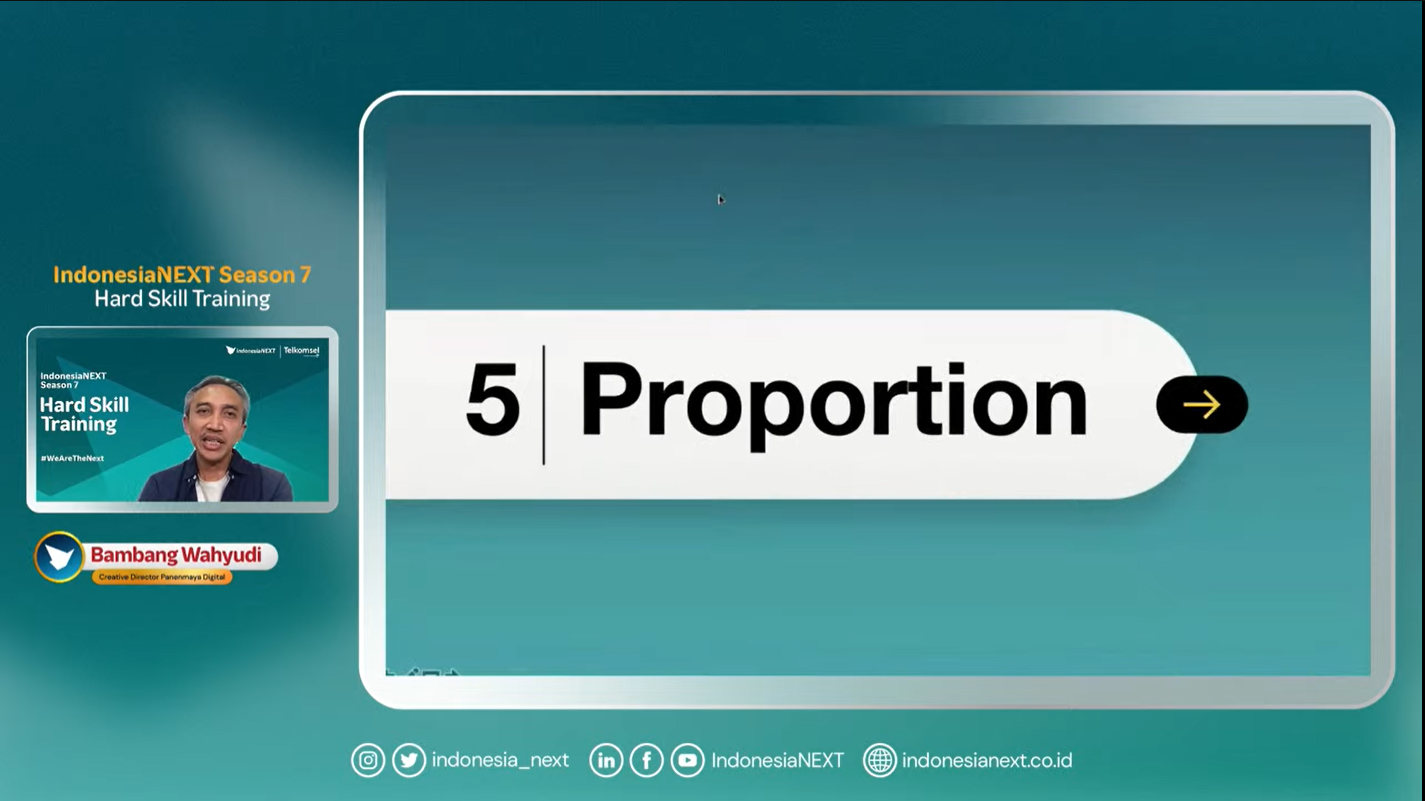 IndonesiaNEXT Season 7
Hard Skill Training
IndonesiaNEXT | Telkomsel
IndonesiaNEXT
Season 7
Hard Skill
Training
#WeAreTheNext
Bambang Wahyudi
Creative Director Panenmaya Digital
5 | Proportion
indonesia_next
IndonesiaNEXT
indonesianext.co.id